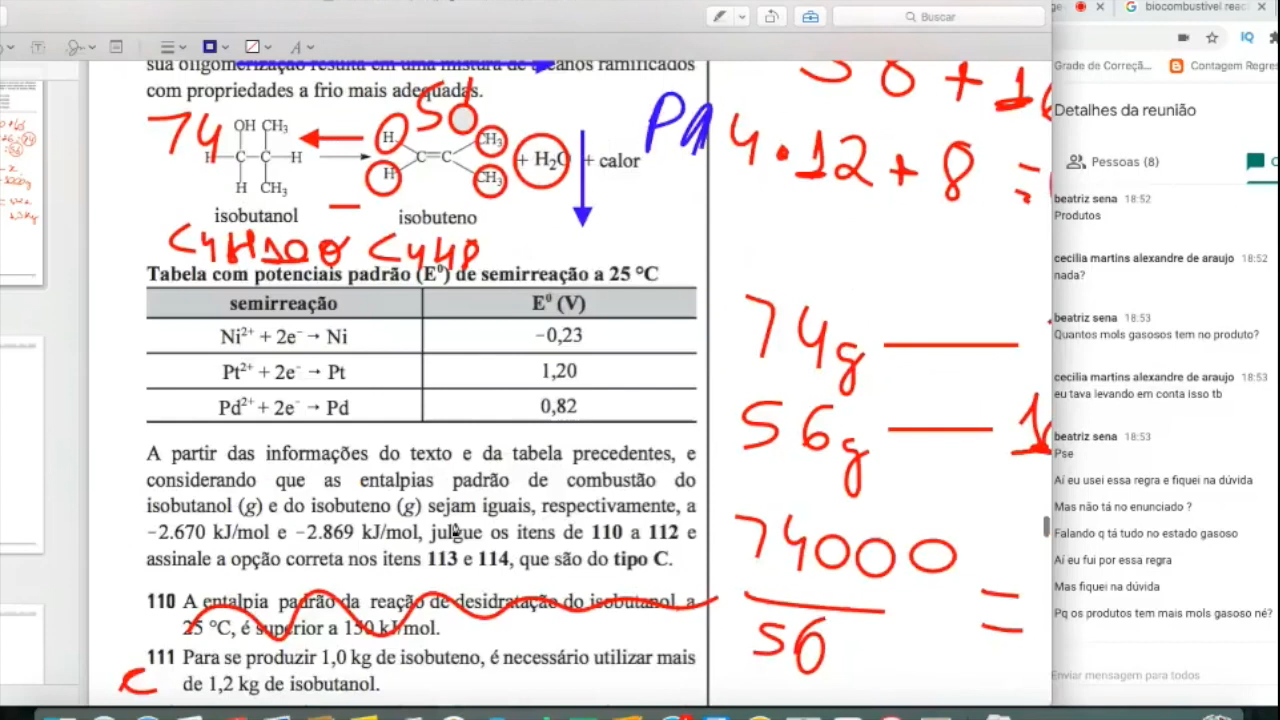 Buscar
biocombustivel reaç
Grade de Correçã...
Contagem Regres
IQ
Detalhes da reunião
Pessoas (8)
beatriz sena 18:52
Produtos
cecilia martins alexandre de araujo 18:52
nada?
beatriz sena 18:53
Quantos mols gasosos tem no produto?
cecilia martins alexandre de araujo 18:53
eu tava levando em conta isso tb
beatriz sena 18:53
Pse
Aí eu usei essa regra e fiquei na dúvida
Mas não tá no enunciado ?
Falando q tá tudo no estado gasoso
Aí eu fui por essa regra
Mas fiquei na dúvida
Pq os produtos tem mais mols gasoso né?
Enviar mensagem para todos
sua oligomerização resulta em uma mistura de alcanos ramificados
com propriedades a frio mais adequadas.
74
OH CH₃
H—C—C—H
H CH₃
isobutanol
H CH₃
C=C
H CH₃
isobuteno
+ H₂O + calor
C4H10O C4H8
Tabela com potenciais padrão (E⁰) de semirreação a 25 °C
semirreação E⁰ (V)
Ni²⁺ + 2e⁻ → Ni −0,23
Pt²⁺ + 2e⁻ → Pt 1,20
Pd²⁺ + 2e⁻ → Pd 0,82
A partir das informações do texto e da tabela precedentes, e
considerando que as entalpias padrão de combustão do
isobutanol (g) e do isobuteno (g) sejam iguais, respectivamente, a
−2.670 kJ/mol e −2.869 kJ/mol, julgue os itens de 110 a 112 e
assinale a opção correta nos itens 113 e 114, que são do tipo C.
110 A entalpia padrão da reação de desidratação do isobutanol, a
25 °C, é superior a 150 kJ/mol.
111 Para se produzir 1,0 kg de isobuteno, é necessário utilizar mais
de 1,2 kg de isobutanol.
C
4.12 + 8 =
74g
56g
74000
56
=